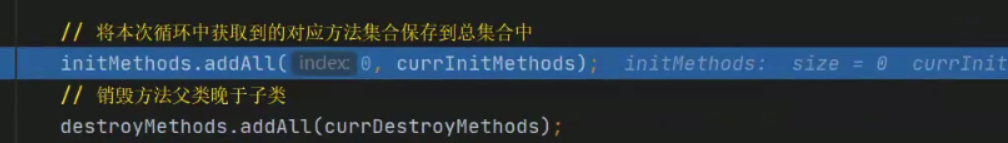 // 将本次循环中获取到的对应方法集合保存到总集合中
initMethods.addAll( index: 0, currInitMethods); initMethods: size = 0 currInit
// 销毁方法父类晚于子类
destroyMethods.addAll(currDestroyMethods);